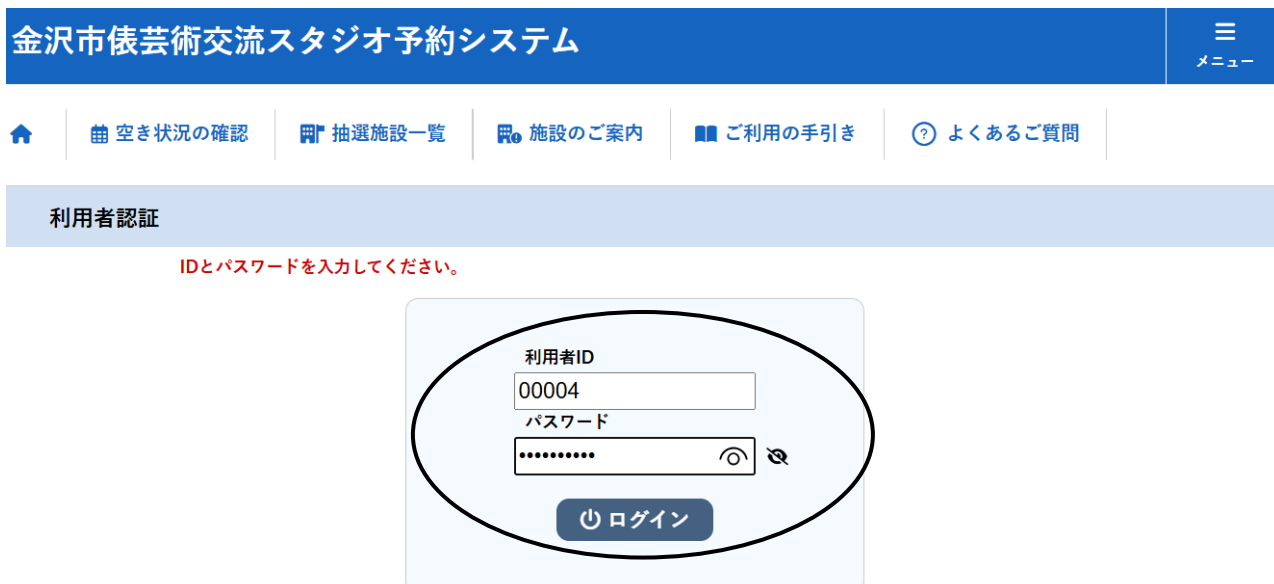 金沢市俵芸術交流スタジオ予約システム
メニュー
空き状況の確認
抽選施設一覧
施設のご案内
ご利用の手引き
よくあるご質問
利用者認証
IDとパスワードを入力してください。
利用者ID
00004
パスワード
••••••••••
ログイン